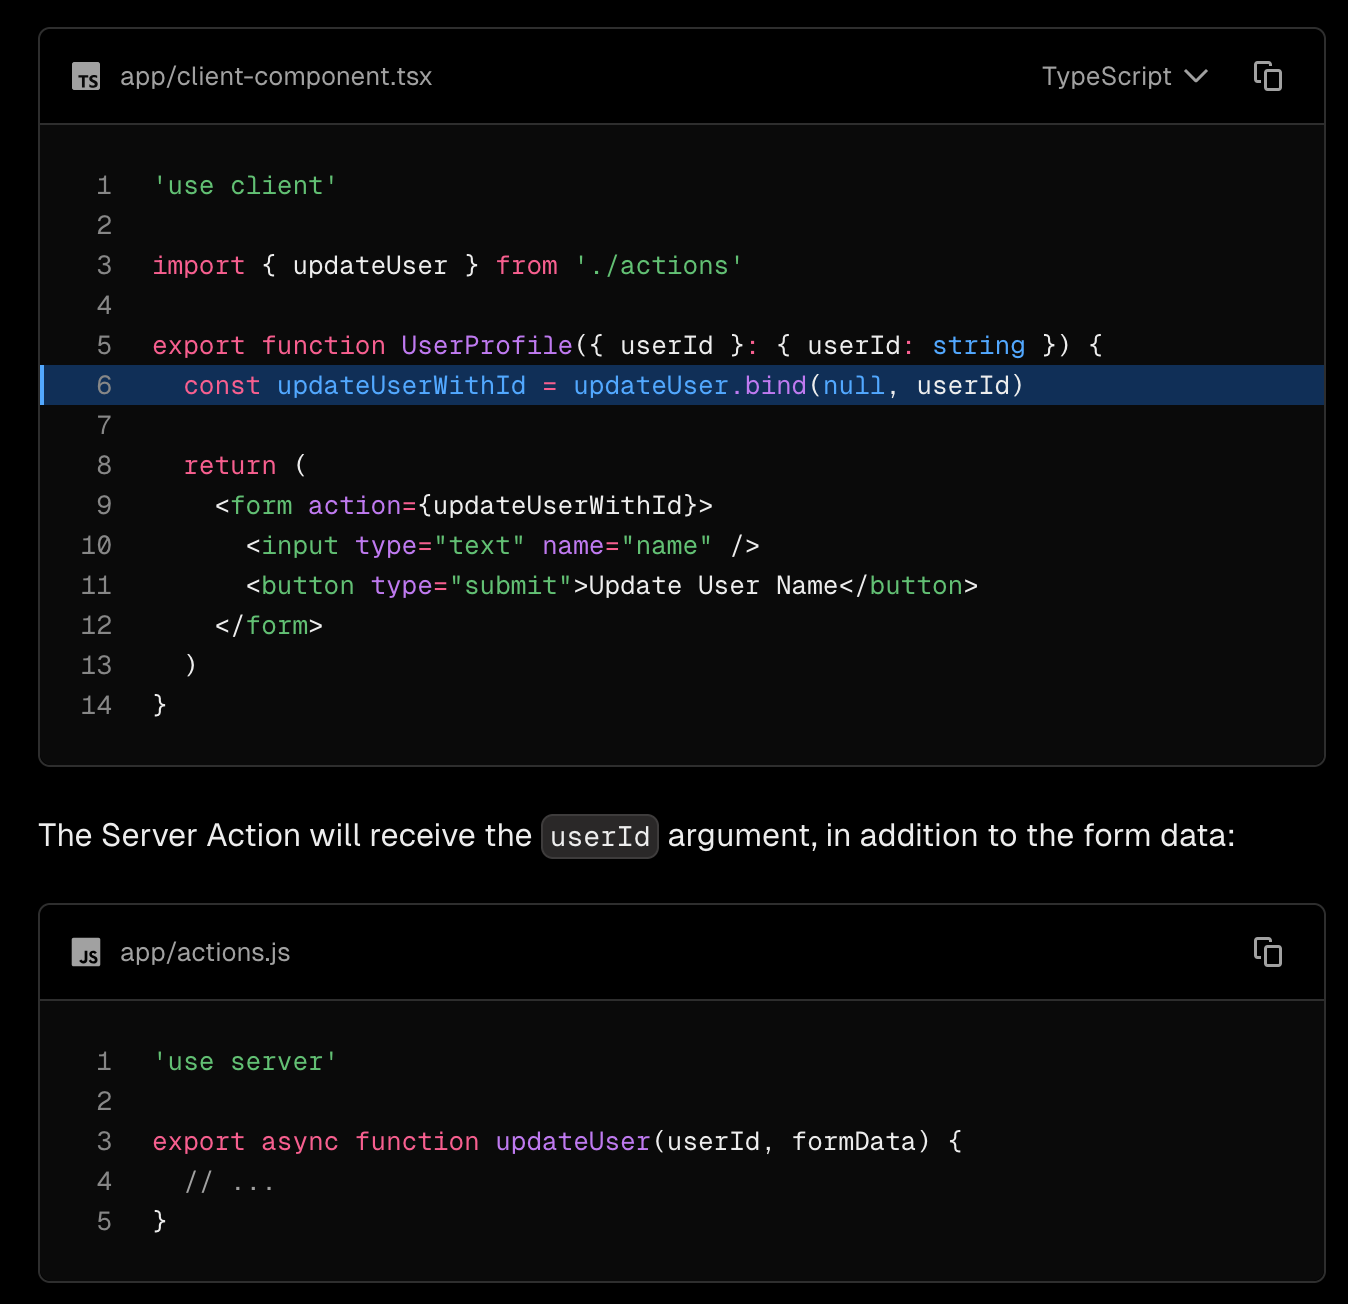 TS app/client-component.tsx TypeScript
1 'use client'
2
3 import { updateUser } from './actions'
4
5 export function UserProfile({ userId }: { userId: string }) {
6   const updateUserWithId = updateUser.bind(null, userId)
7
8   return (
9     <form action={updateUserWithId}>
10       <input type="text" name="name" />
11       <button type="submit">Update User Name</button>
12     </form>
13   )
14 }
The Server Action will receive the userId argument, in addition to the form data:
JS app/actions.js
1 'use server'
2
3 export async function updateUser(userId, formData) {
4   // ...
5 }